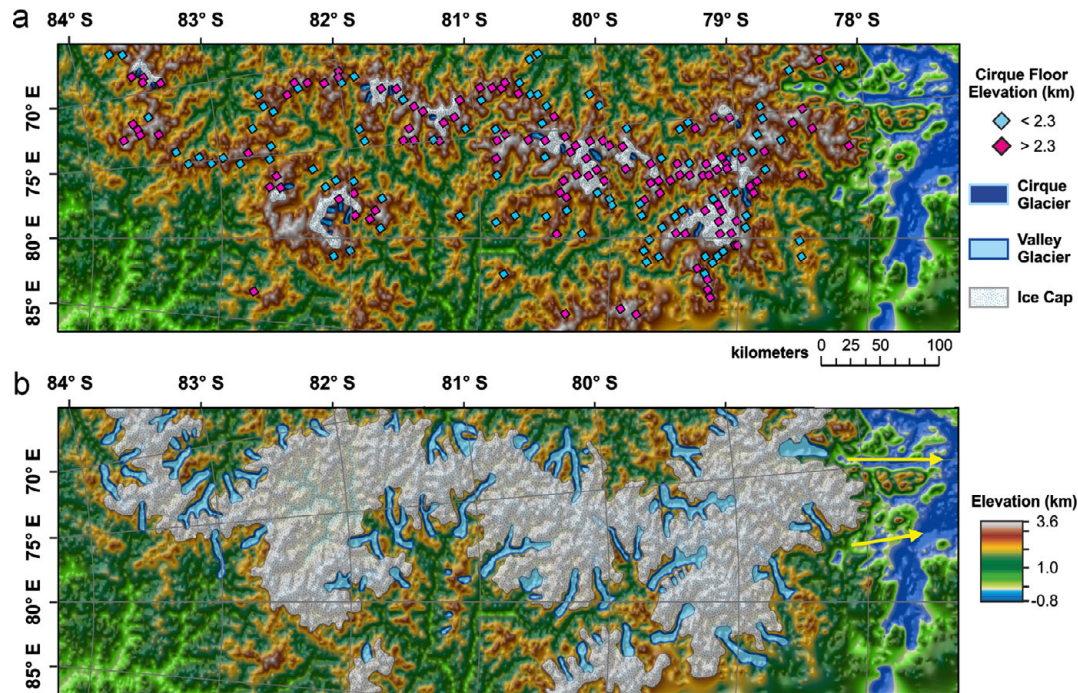 a
84° S 83° S 82° S 81° S 80° S 79° S 78° S
70° E
75° E
80° E
85° E
Cirque Floor
Elevation (km)
< 2.3
> 2.3
Cirque
Glacier
Valley
Glacier
Ice Cap
kilometers 0 25 50 100
b
84° S 83° S 82° S 81° S 80° S
70° E
75° E
80° E
85° E
Elevation (km)
3.6
1.0
-0.8